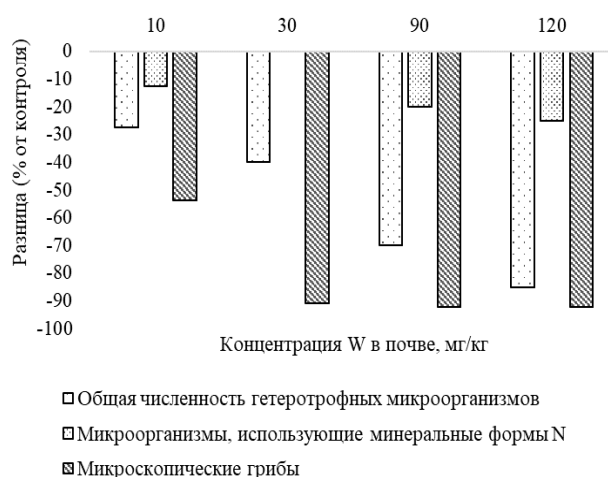 10 30 90 120
0
-10
-20
-30
-40
-50
-60
-70
-80
-90
-100
Разница (% от контроля)
Концентрация W в почве, мг/кг
Общая численность гетеротрофных микроорганизмов
Микроорганизмы, использующие минеральные формы N
Микроскопические грибы